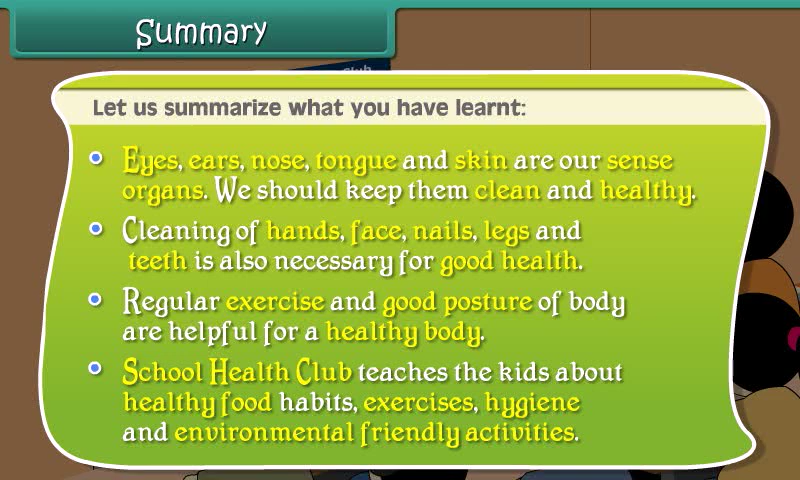 Summary
Club
Let us summarize what you have learnt:
Eyes, ears, nose, tongue and skin are our sense
organs. We should keep them clean and healthy.
Cleaning of hands, face, nails, legs and
teeth is also necessary for good health.
Regular exercise and good posture of body
are helpful for a healthy body.
School Health Club teaches the kids about
healthy food habits, exercises, hygiene
and environmental friendly activities.